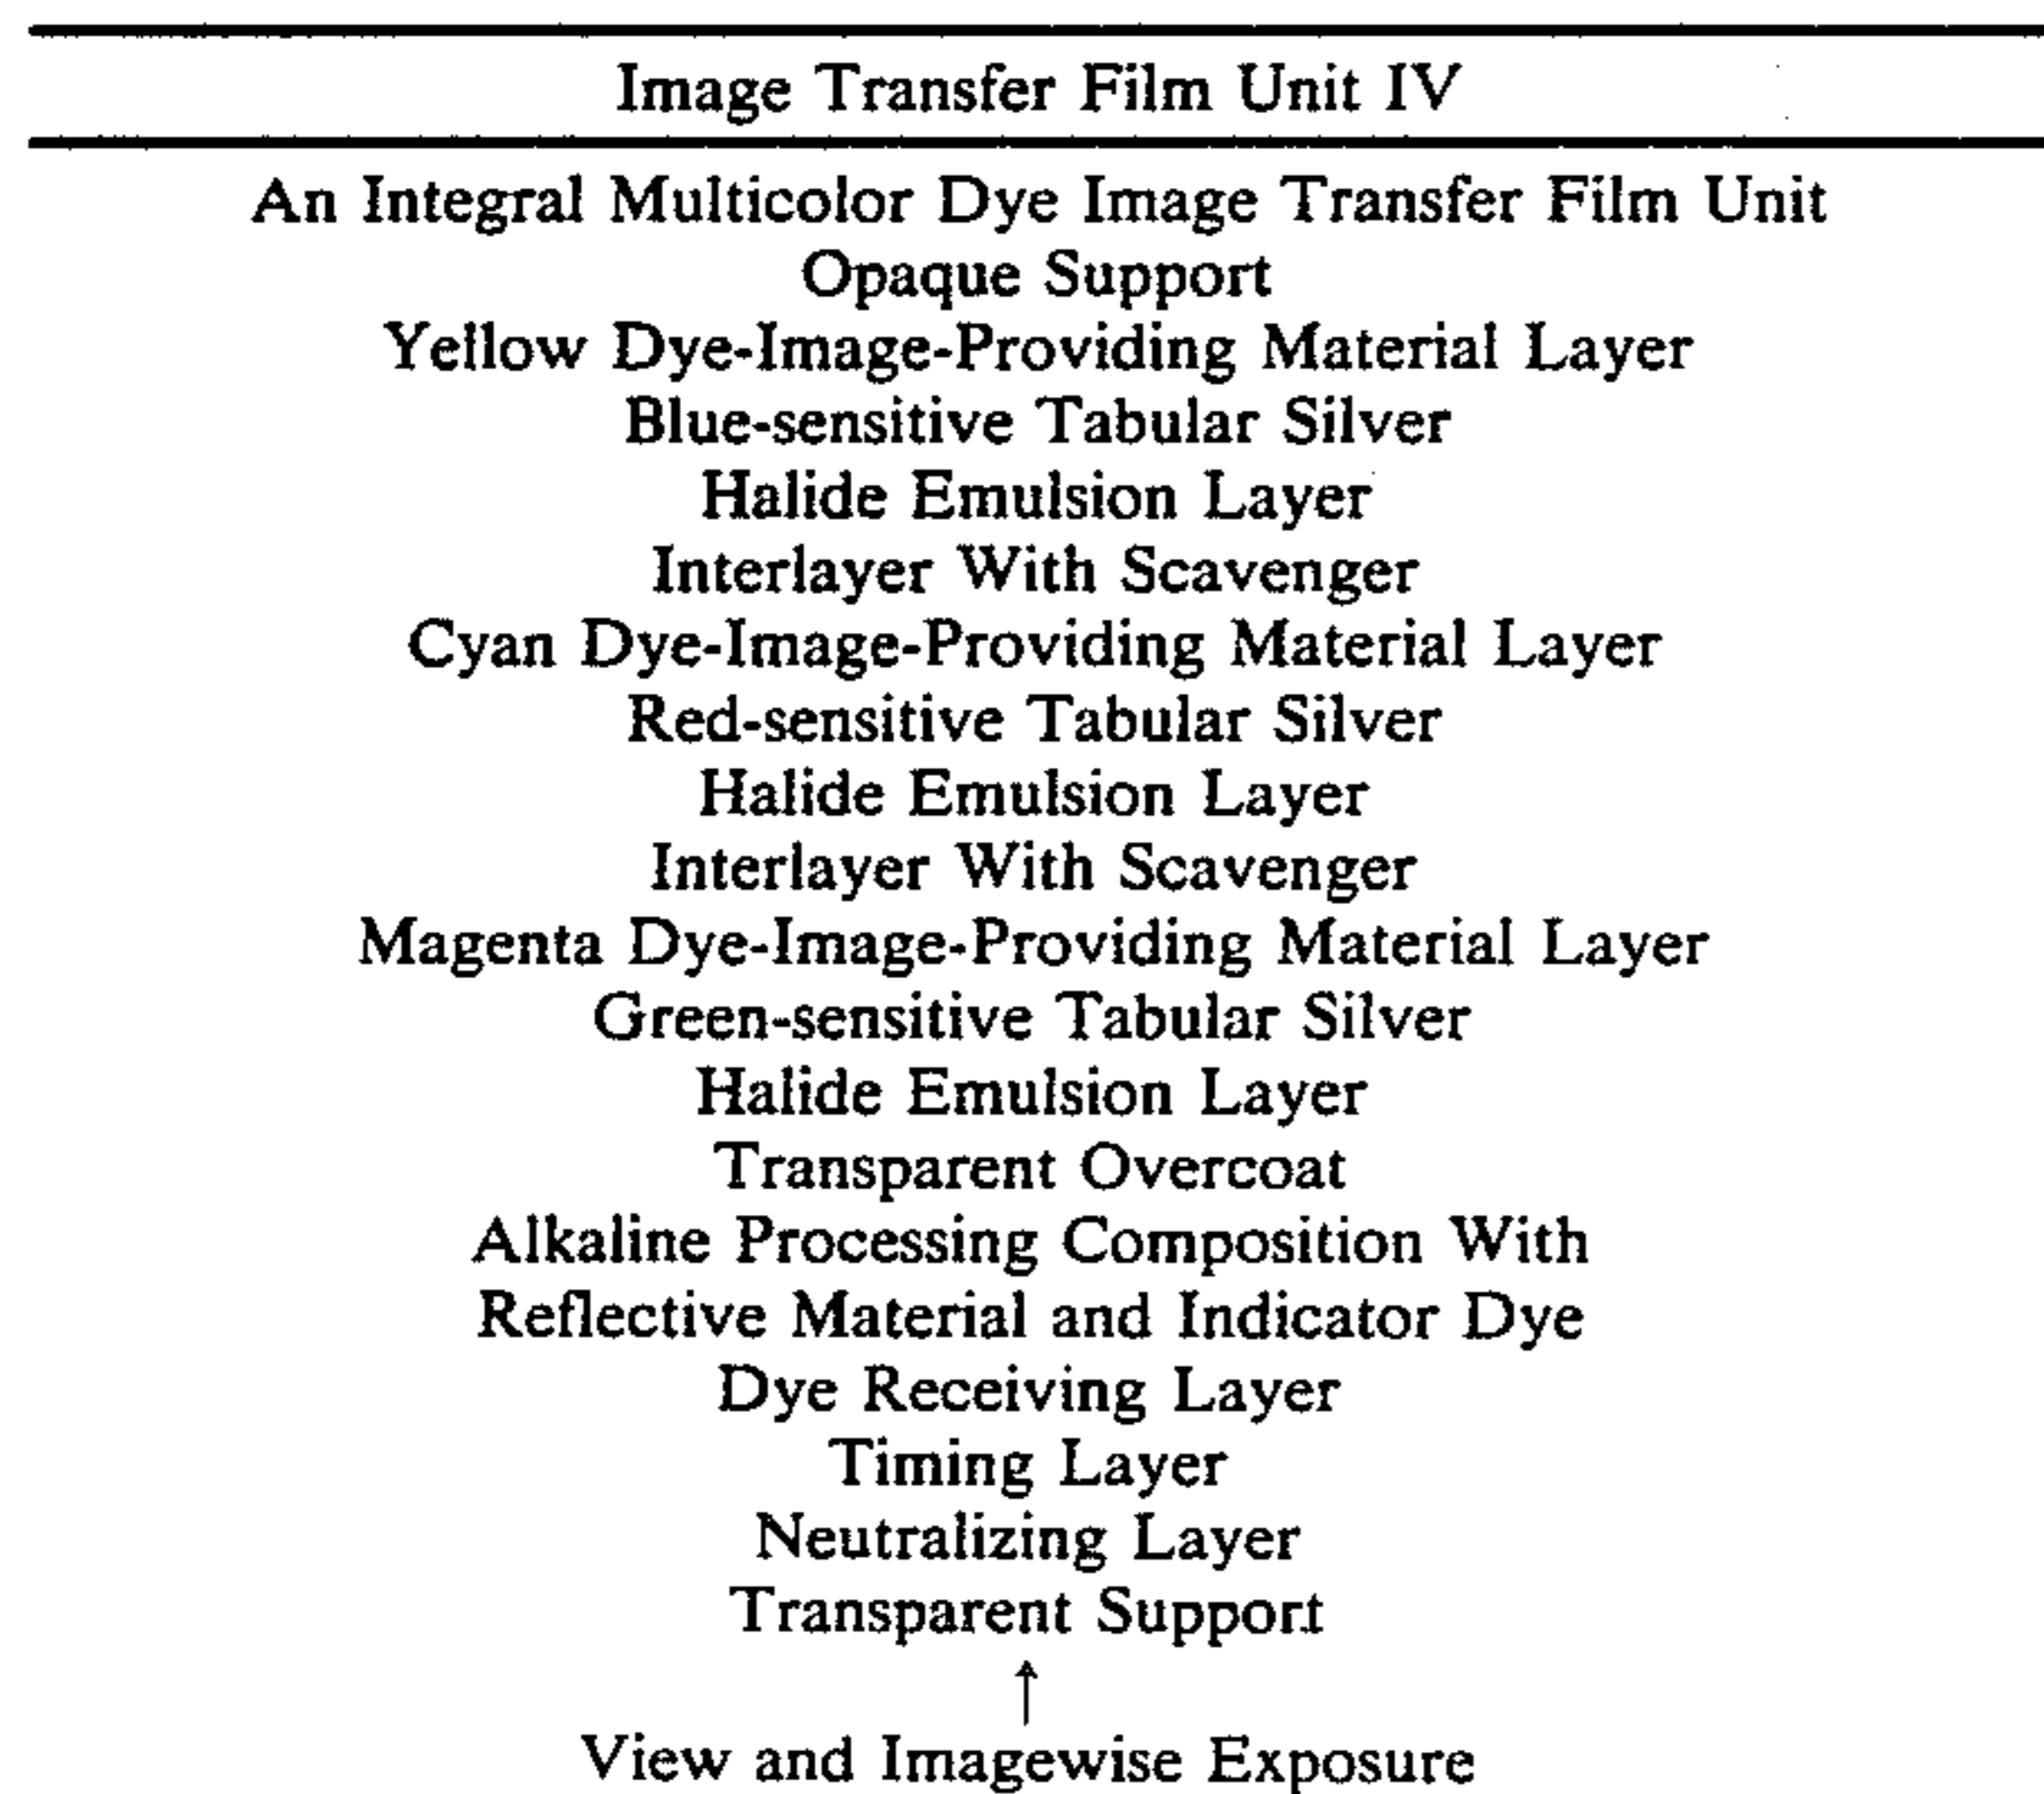 Image Transfer Film Unit IV
An Integral Multicolor Dye Image Transfer Film Unit
Opaque Support
Yellow Dye-Image-Providing Material Layer
Blue-sensitive Tabular Silver
Halide Emulsion Layer
Interlayer With Scavenger
Cyan Dye-Image-Providing Material Layer
Red-sensitive Tabular Silver
Halide Emulsion Layer
Interlayer With Scavenger
Magenta Dye-Image-Providing Material Layer
Green-sensitive Tabular Silver
Halide Emulsion Layer
Transparent Overcoat
Alkaline Processing Composition With
Reflective Material and Indicator Dye
Dye Receiving Layer
Timing Layer
Neutralizing Layer
Transparent Support
↑
View and Imagewise Exposure